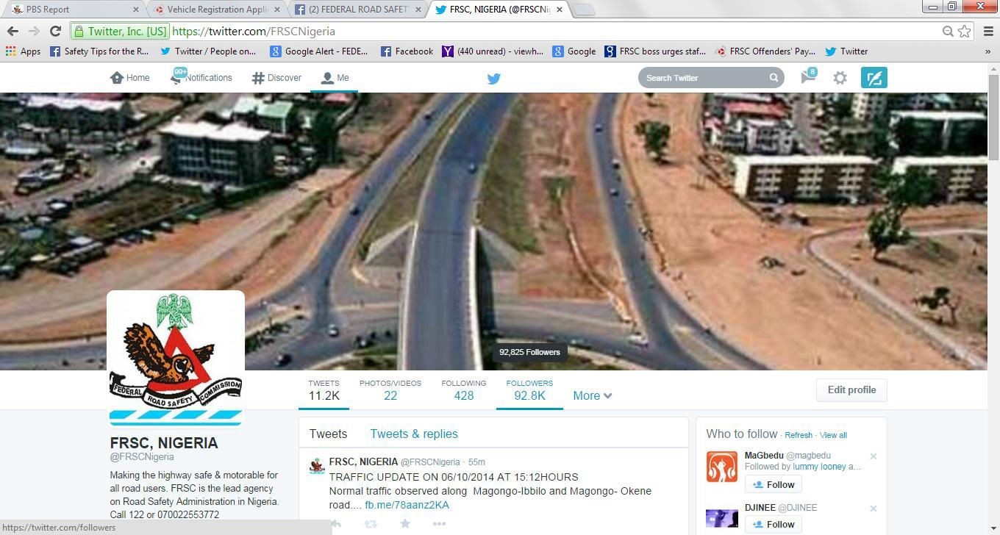 PBS Report
Vehicle Registration Appli
(2) FEDERAL ROAD SAFET
FRSC, NIGERIA (@FRSCNi
Twitter, Inc. [US]
https://twitter.com/FRSCNigeria
Apps
Safety Tips for the R...
Twitter / People on...
Google Alert - FEDE...
Facebook
(440 unread) - viewh...
Google
FRSC boss urges staf...
FRSC Offenders' Pay...
Twitter
»
Home
99+
Notifications
Discover
Me
Search Twitter
8
92,825 Followers
FEDERAL ROAD SAFETY COMMISSION
TWEETS
11.2K
PHOTOS/VIDEOS
22
FOLLOWING
428
FOLLOWERS
92.8K
More
Edit profile
FRSC, NIGERIA
@FRSCNigeria
Making the highway safe & motorable for
all road users. FRSC is the lead agency
on Road Safety Administration in Nigeria.
Call 122 or 070022553772
Tweets
Tweets & replies
FRSC, NIGERIA @FRSCNigeria · 55m
TRAFFIC UPDATE ON 06/10/2014 AT 15:12HOURS
Normal traffic observed along Magongo-Ibbilo and Magongo- Okene
road.... fb.me/78aanz2KA
Who to follow · Refresh · View all
MaGbedu @magbedu
Followed by lummy looney a...
Follow
DJINEE @DJINEE
Follow
https://twitter.com/followers